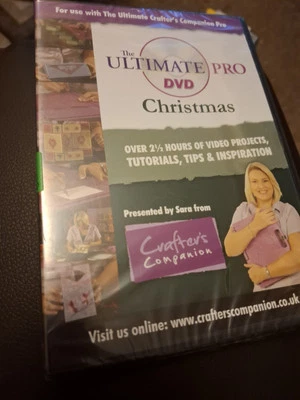 For use with The Ultimate Crafter's Companion Pro
The
ULTIMATE PRO
DVD
Christmas
OVER 2½ HOURS OF VIDEO PROJECTS,
TUTORIALS, TIPS & INSPIRATION
Presented by Sara from
Crafter's
Companion
Visit us online: www.crafterscompanion.co.uk